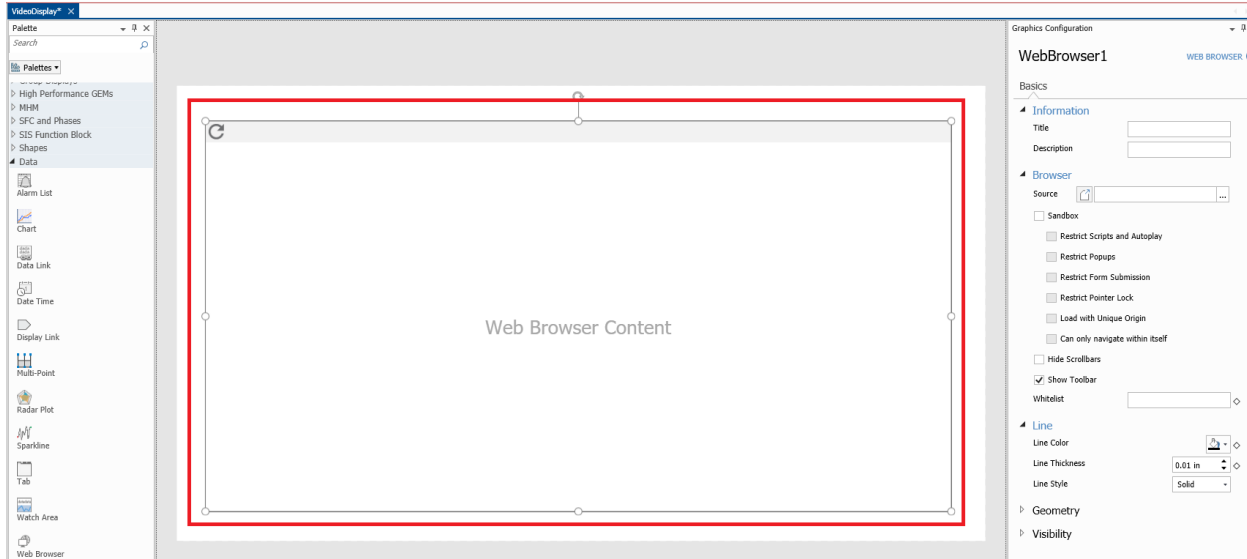 VideoDisplay*
Palette
Search
Palettes
Group Displays
High Performance GEMs
MHM
SFC and Phases
SIS Function Block
Shapes
Data
Alarm List
Chart
Data Link
Date Time
Display Link
Multi-Point
Radar Plot
Sparkline
Tab
Watch Area
Web Browser
Web Browser Content
Graphics Configuration
WebBrowser1 WEB BROWSER
Basics
Information
Title
Description
Browser
Source ...
Sandbox
Restrict Scripts and Autoplay
Restrict Popups
Restrict Form Submission
Restrict Pointer Lock
Load with Unique Origin
Can only navigate within itself
Hide Scrollbars
Show Toolbar
Whitelist
Line
Line Color
Line Thickness 0.01 in
Line Style Solid
Geometry
Visibility